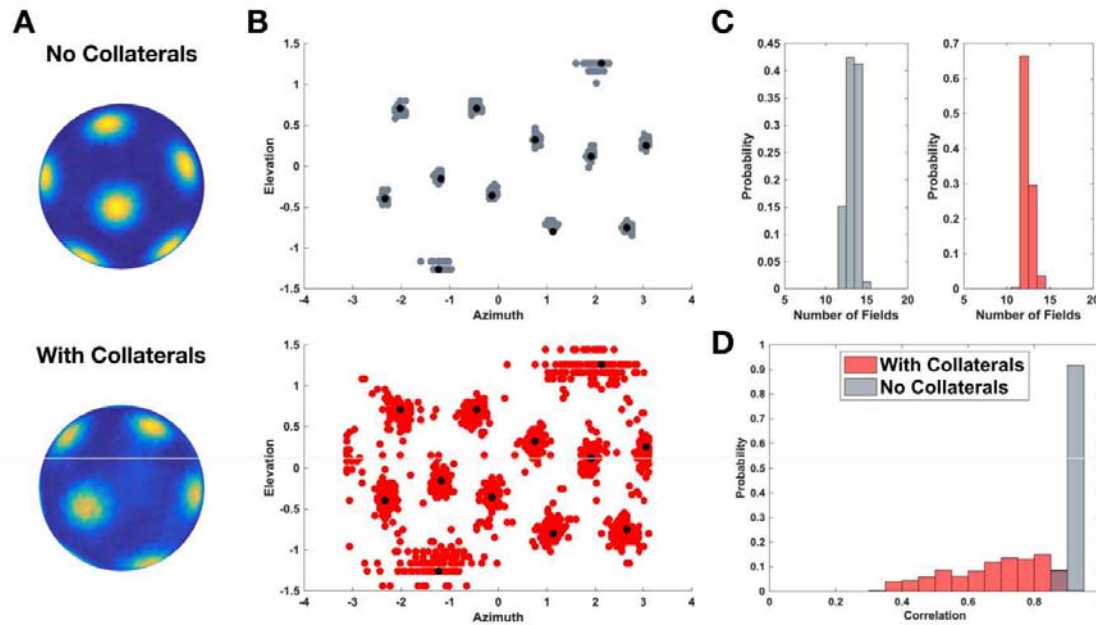 A
No Collaterals
With Collaterals
B
1.5
1
0.5
0
-0.5
-1
-1.5
Elevation
-4 -3 -2 -1 0 1 2 3 4
Azimuth
1.5
1
0.5
0
-0.5
-1
-1.5
Elevation
-4 -3 -2 -1 0 1 2 3 4
Azimuth
C
0.45
0.4
0.35
0.3
0.25
0.2
0.15
0.1
0.05
0
Probability
5 10 15 20
Number of Fields
0.7
0.6
0.5
0.4
0.3
0.2
0.1
0
Probability
5 10 15 20
Number of Fields
D
1
0.9
0.8
0.7
0.6
0.5
0.4
0.3
0.2
0.1
0
Probability
With Collaterals
No Collaterals
0 0.2 0.4 0.6 0.8
Correlation